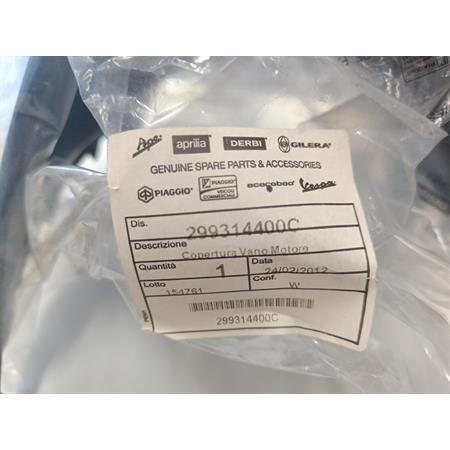 Ape aprilia DERBI GILERA
GENUINE SPARE PARTS & ACCESSORIES
PIAGGIO PIAGGIO VEICOLI COMMERCIALI scarabeo Vespa
Dis. 299314400C
Descrizione Copertura Vano Motore
Quantità 1 Data 24/02/2012
Lotto 154761 Conf. W
299314400C